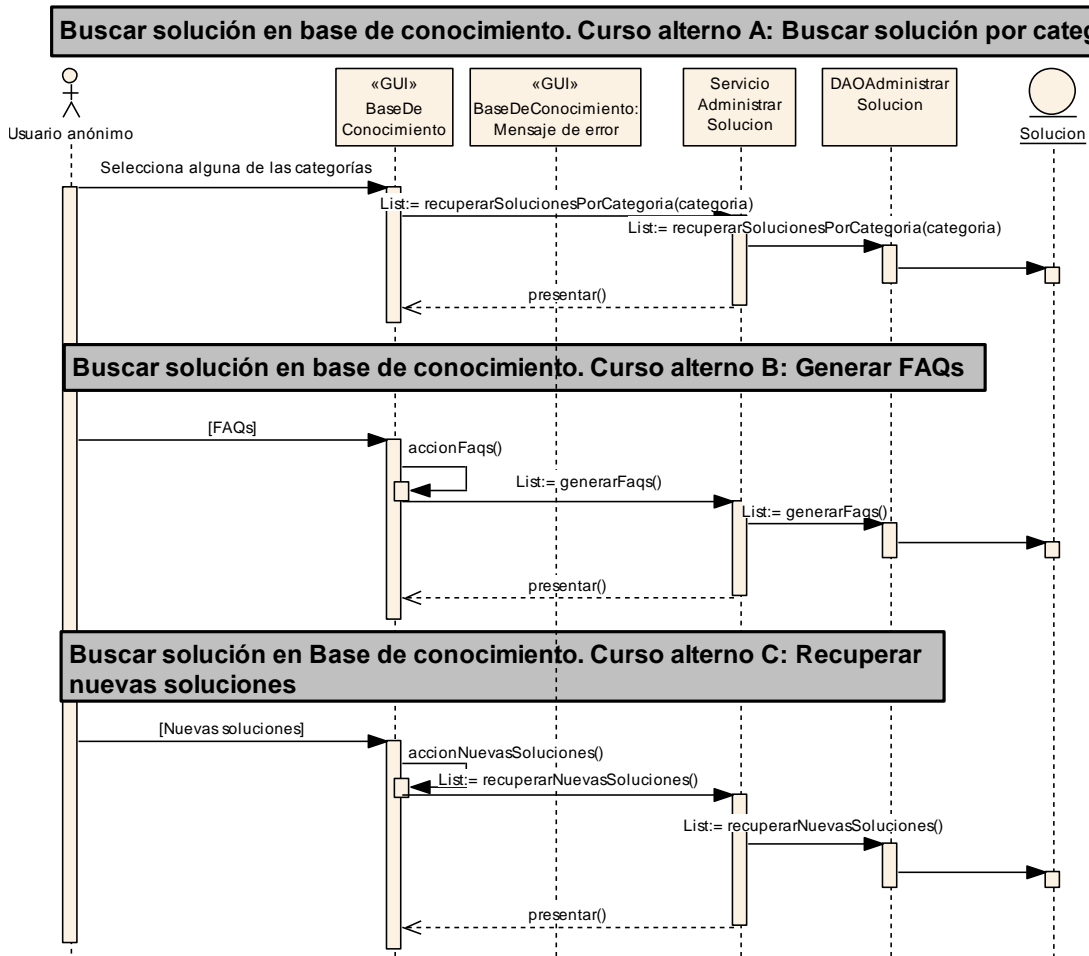 Buscar solución en base de conocimiento. Curso alterno A: Buscar solución por categ
«GUI»
BaseDe
Conocimiento
«GUI»
BaseDeConocimiento:
Mensaje de error
Servicio
Administrar
Solucion
DAOAdministrar
Solucion
Usuario anónimo
Solucion
Selecciona alguna de las categorías
List:= recuperarSolucionesPorCategoria(categoria)
List:= recuperarSolucionesPorCategoria(categoria)
presentar()
Buscar solución en base de conocimiento. Curso alterno B: Generar FAQs
[FAQs]
accionFaqs()
List:= generarFaqs()
List:= generarFaqs()
presentar()
Buscar solución en Base de conocimiento. Curso alterno C: Recuperar
nuevas soluciones
[Nuevas soluciones]
accionNuevasSoluciones()
List:= recuperarNuevasSoluciones()
List:= recuperarNuevasSoluciones()
presentar()